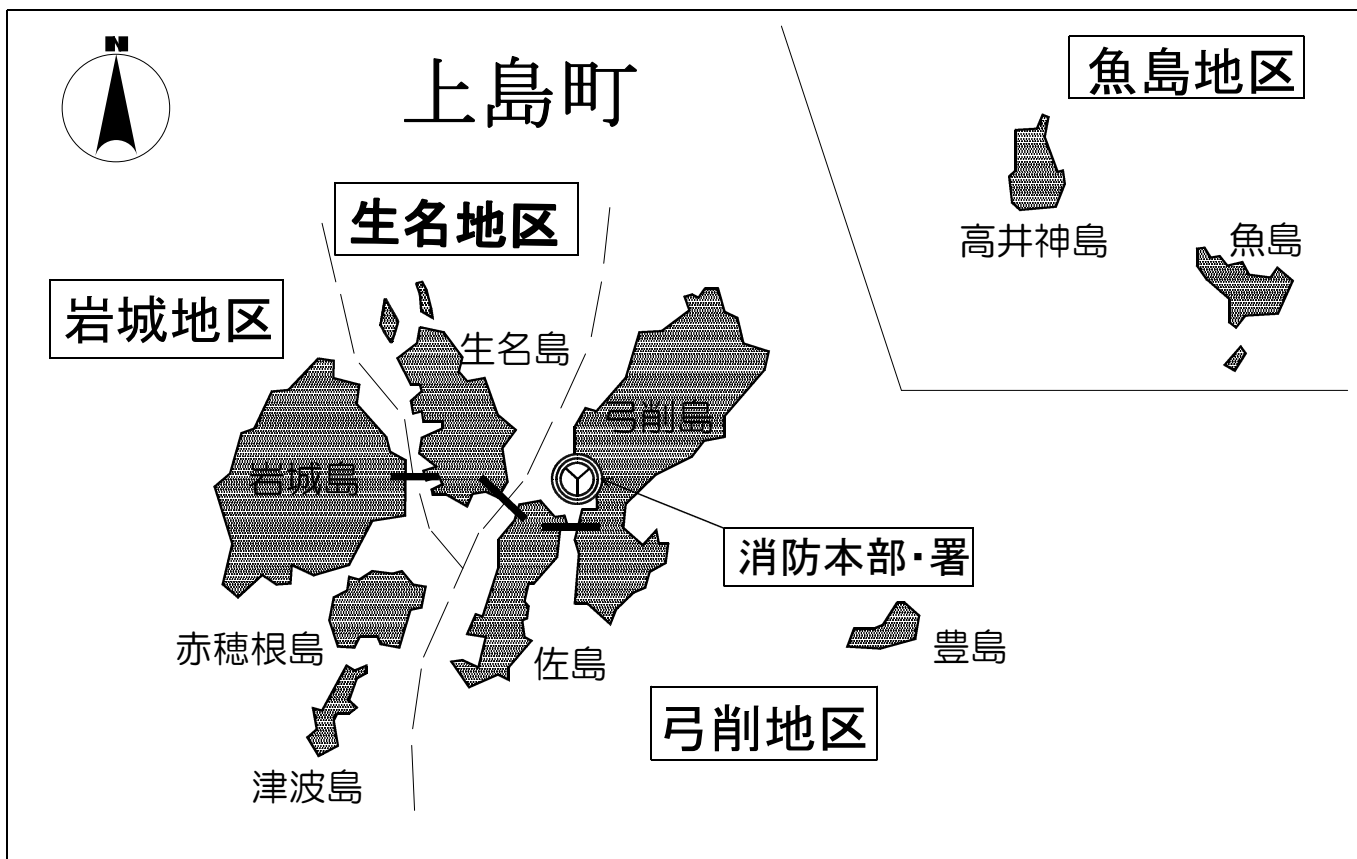 N
上島町
魚島地区
高井神島
魚島
生名地区
岩城地区
生名島
弓削島
岩城島
消防本部・署
赤穂根島
佐島
豊島
弓削地区
津波島